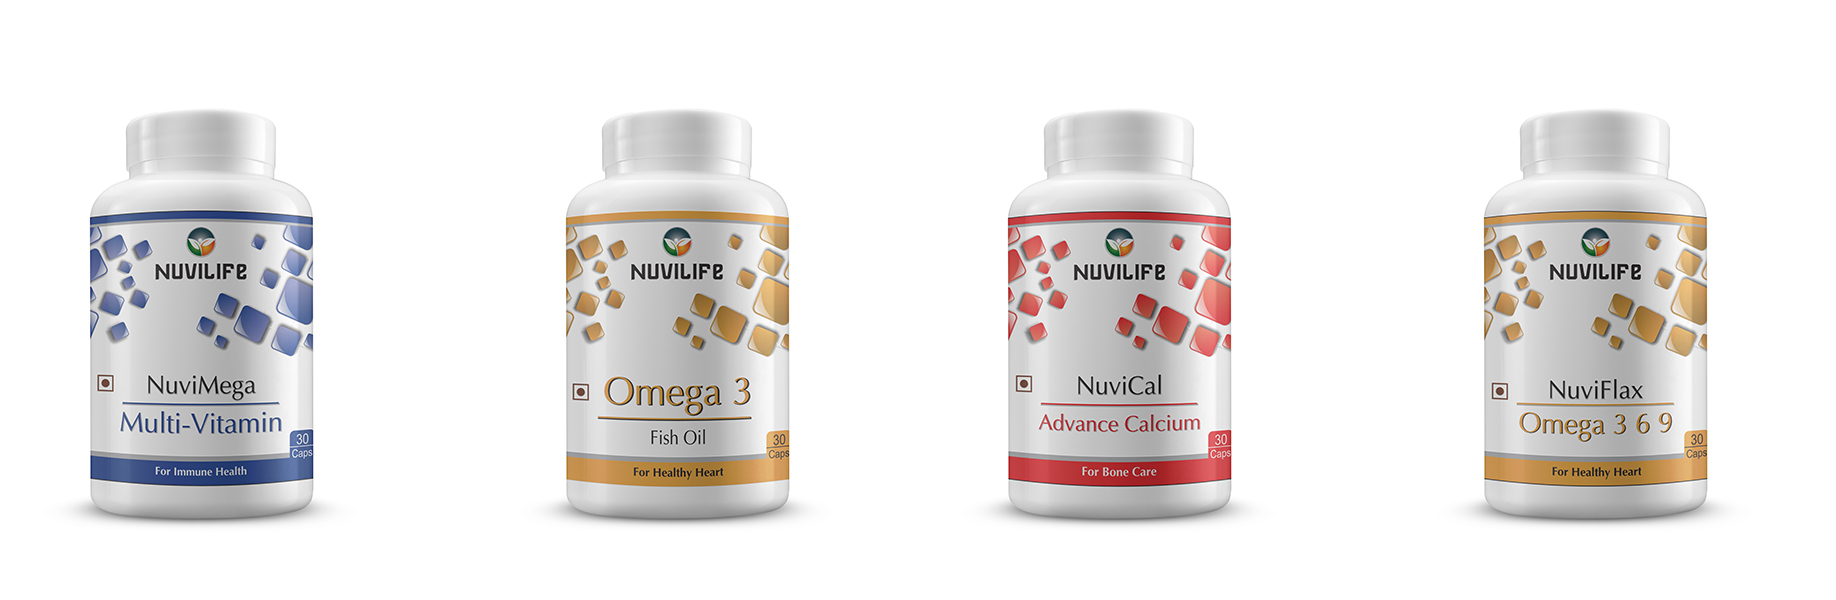 NUVILIFE
NuviMega
Multi-Vitamin
30
Caps
For Immune Health
NUVILIFE
Omega 3
Fish Oil
30
Caps
For Healthy Heart
NUVILIFE
NuviCal
Advance Calcium
30
Caps
For Bone Care
NUVILIFE
NuviFlax
Omega 3 6 9
30
Caps
For Healthy Heart